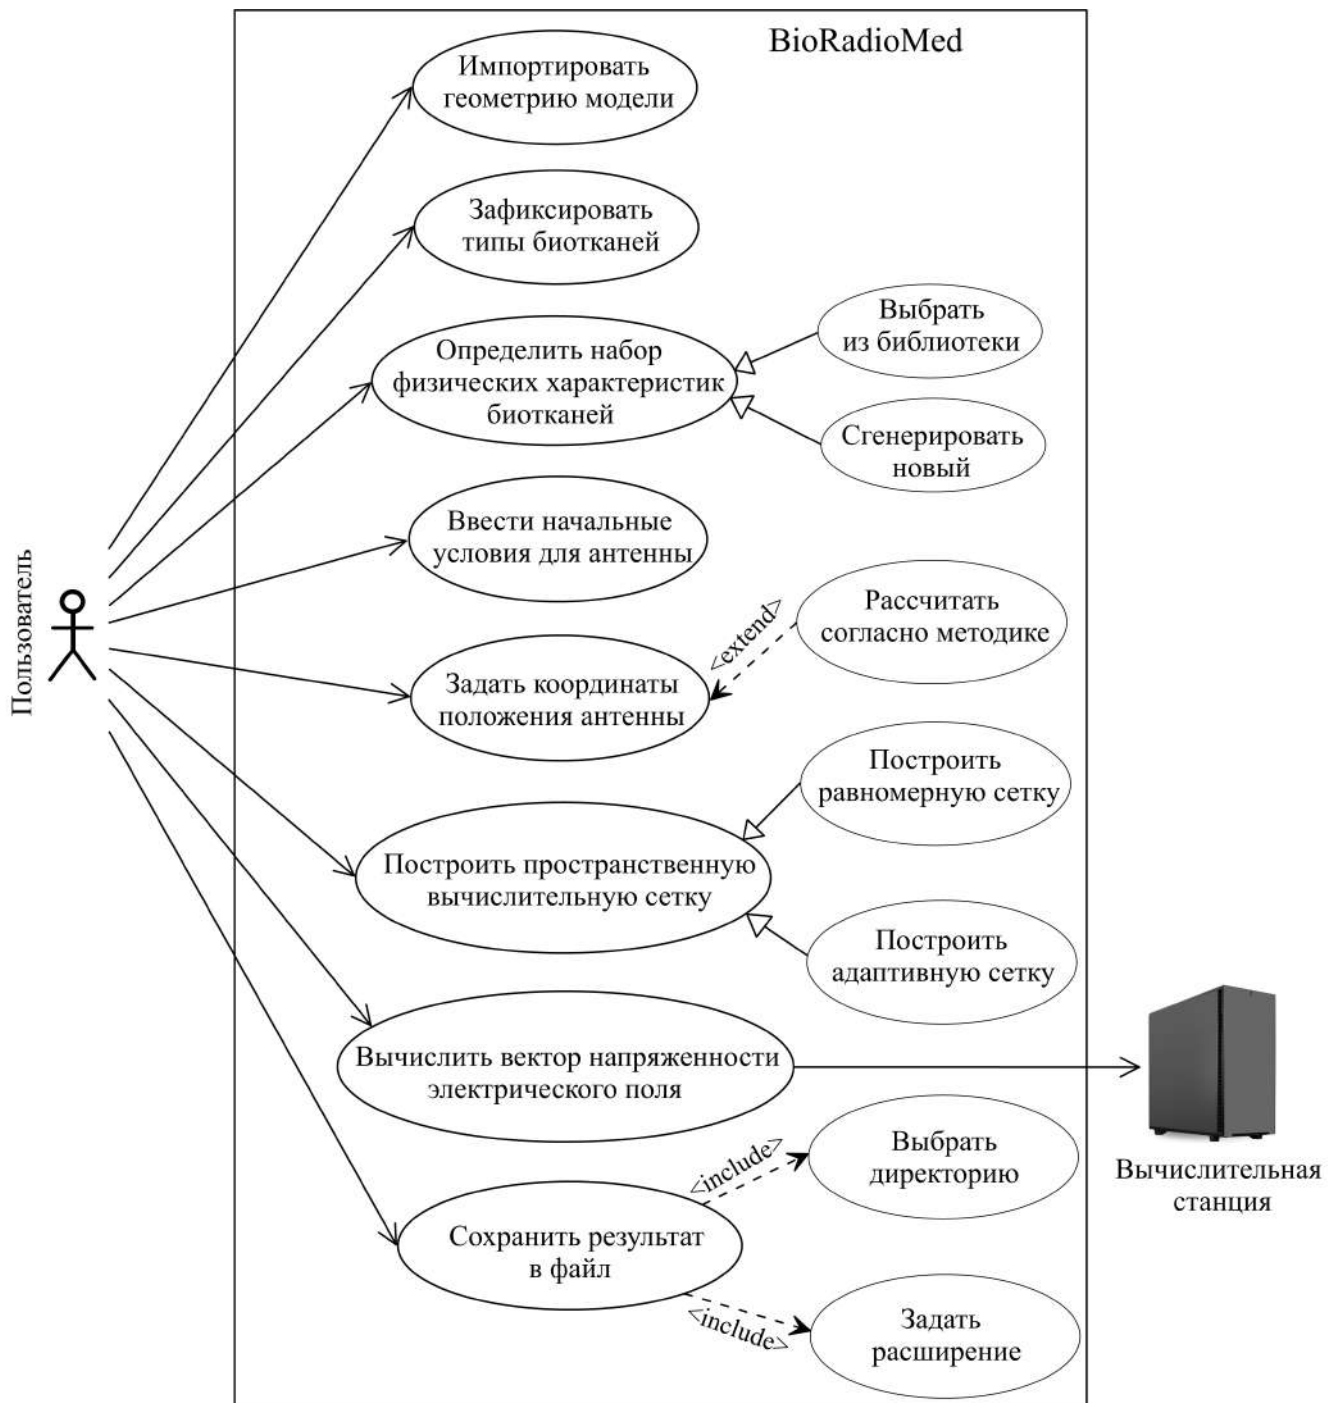 BioRadioMed
Импортировать
геометрию модели
Зафиксировать
типы биотканей
Определить набор
физических характеристик
биотканей
Выбрать
из библиотеки
Сгенерировать
новый
Ввести начальные
условия для антенны
Пользователь
Задать координаты
положения антенны
<extend>
Рассчитать
согласно методике
Построить пространственную
вычислительную сетку
Построить
равномерную сетку
Построить
адаптивную сетку
Вычислить вектор напряженности
электрического поля
Вычислительная
станция
Сохранить результат
в файл
<include>
Выбрать
директорию
<include>
Задать
расширение